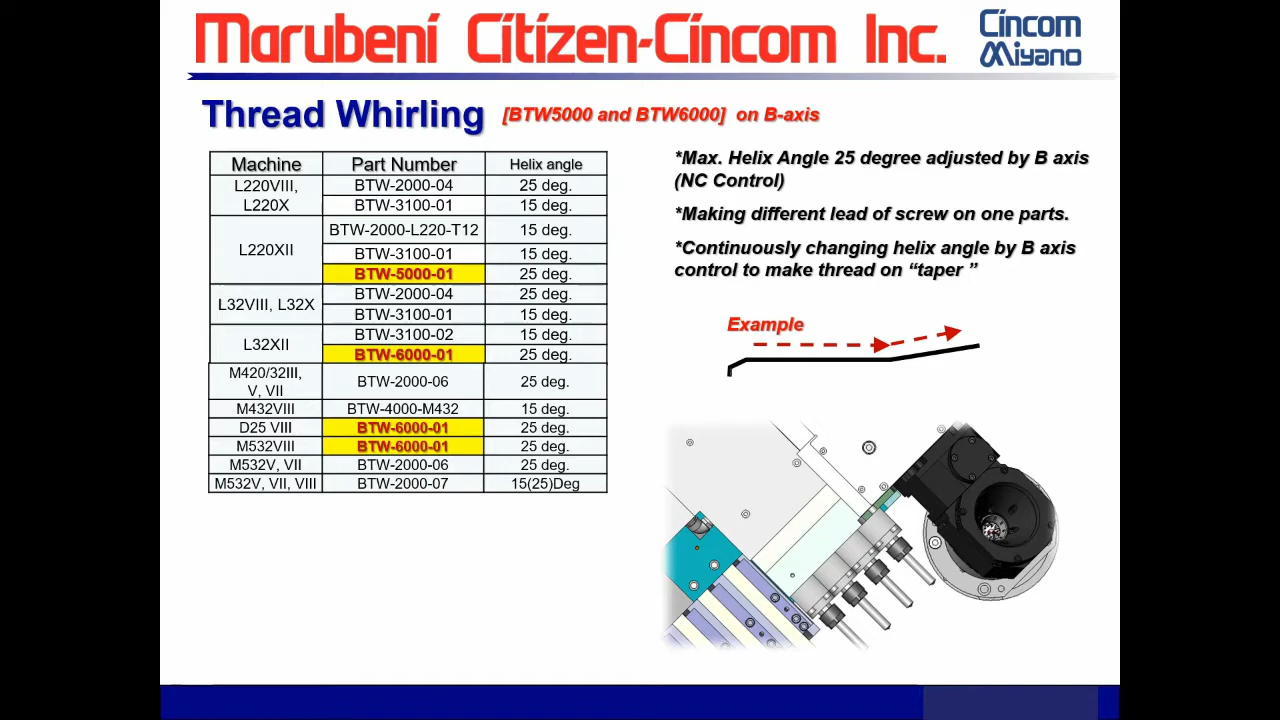 Marubeni Citizen-Cincom Inc.
Cincom
Miyano
Thread Whirling [BTW5000 and BTW6000] on B-axis
Machine Part Number Helix angle
L220VIII, L220X BTW-2000-04 25 deg.
BTW-3100-01 15 deg.
L220XII BTW-2000-L220-T12 15 deg.
BTW-3100-01 15 deg.
BTW-5000-01 25 deg.
L32VIII, L32X BTW-2000-04 25 deg.
BTW-3100-01 15 deg.
L32XII BTW-3100-02 15 deg.
BTW-6000-01 25 deg.
M420/32III, V, VII BTW-2000-06 25 deg.
M432VIII BTW-4000-M432 15 deg.
D25 VIII BTW-6000-01 25 deg.
M532VIII BTW-6000-01 25 deg.
M532V, VII BTW-2000-06 25 deg.
M532V, VII, VIII BTW-2000-07 15(25)Deg
*Max. Helix Angle 25 degree adjusted by B axis
(NC Control)
*Making different lead of screw on one parts.
*Continuously changing helix angle by B axis
control to make thread on “taper ”
Example